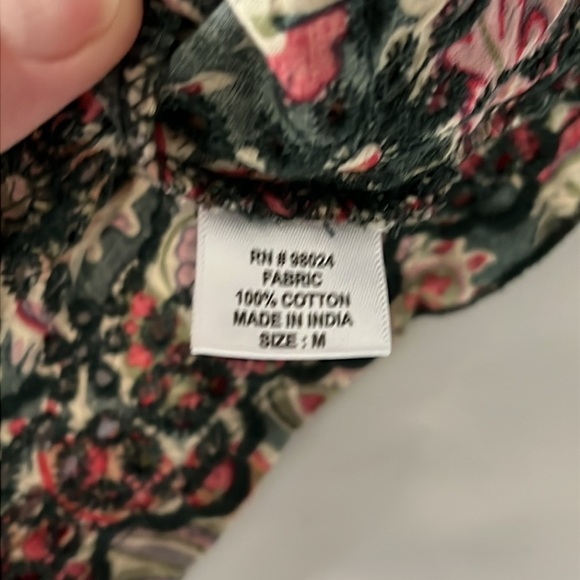 RN # 98024
FABRIC
100% COTTON
MADE IN INDIA
SIZE : M